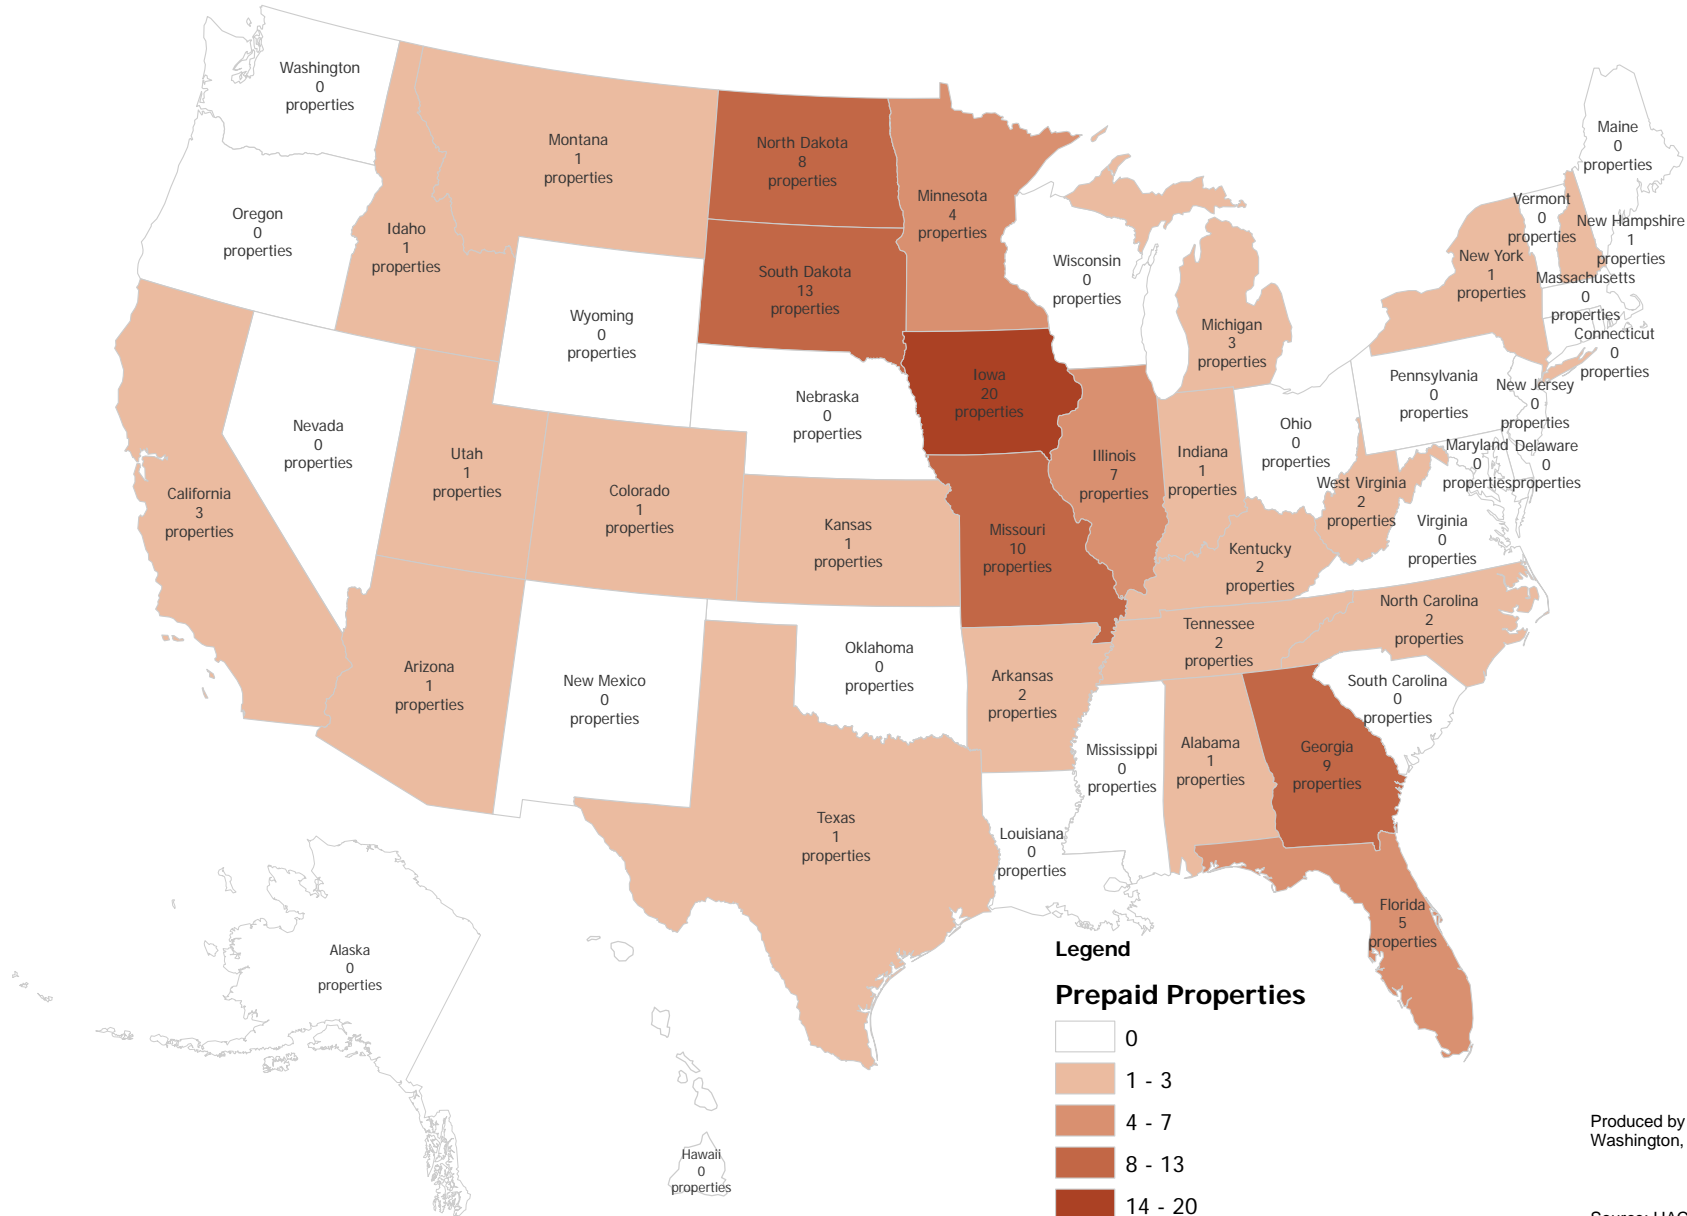 Washington
0
properties
Oregon
0
properties
Idaho
1
properties
Montana
1
properties
North Dakota
8
properties
Minnesota
4
properties
South Dakota
13
properties
Wyoming
0
properties
Wisconsin
0
properties
Michigan
3
properties
Maine
0
properties
Vermont
0
properties
New Hampshire
1
properties
New York
1
properties
Massachusetts
0
properties
Connecticut
0
properties
Pennsylvania
0
properties
New Jersey
0
properties
Iowa
20
properties
Nebraska
0
properties
Nevada
0
properties
Utah
1
properties
California
3
properties
Colorado
1
properties
Kansas
1
properties
Missouri
10
properties
Illinois
7
properties
Indiana
1
properties
Ohio
0
properties
Maryland
0
properties
Delaware
0
properties
West Virginia
2
properties
Virginia
0
properties
Kentucky
2
properties
North Carolina
2
properties
Tennessee
2
properties
South Carolina
0
properties
Arizona
1
properties
New Mexico
0
properties
Oklahoma
0
properties
Arkansas
2
properties
Mississippi
0
properties
Alabama
1
properties
Georgia
9
properties
Texas
1
properties
Louisiana
0
properties
Florida
5
properties
Alaska
0
properties
Hawaii
0
properties
Legend
Prepaid Properties
0
1 - 3
4 - 7
8 - 13
14 - 20
Produced by
Washington,